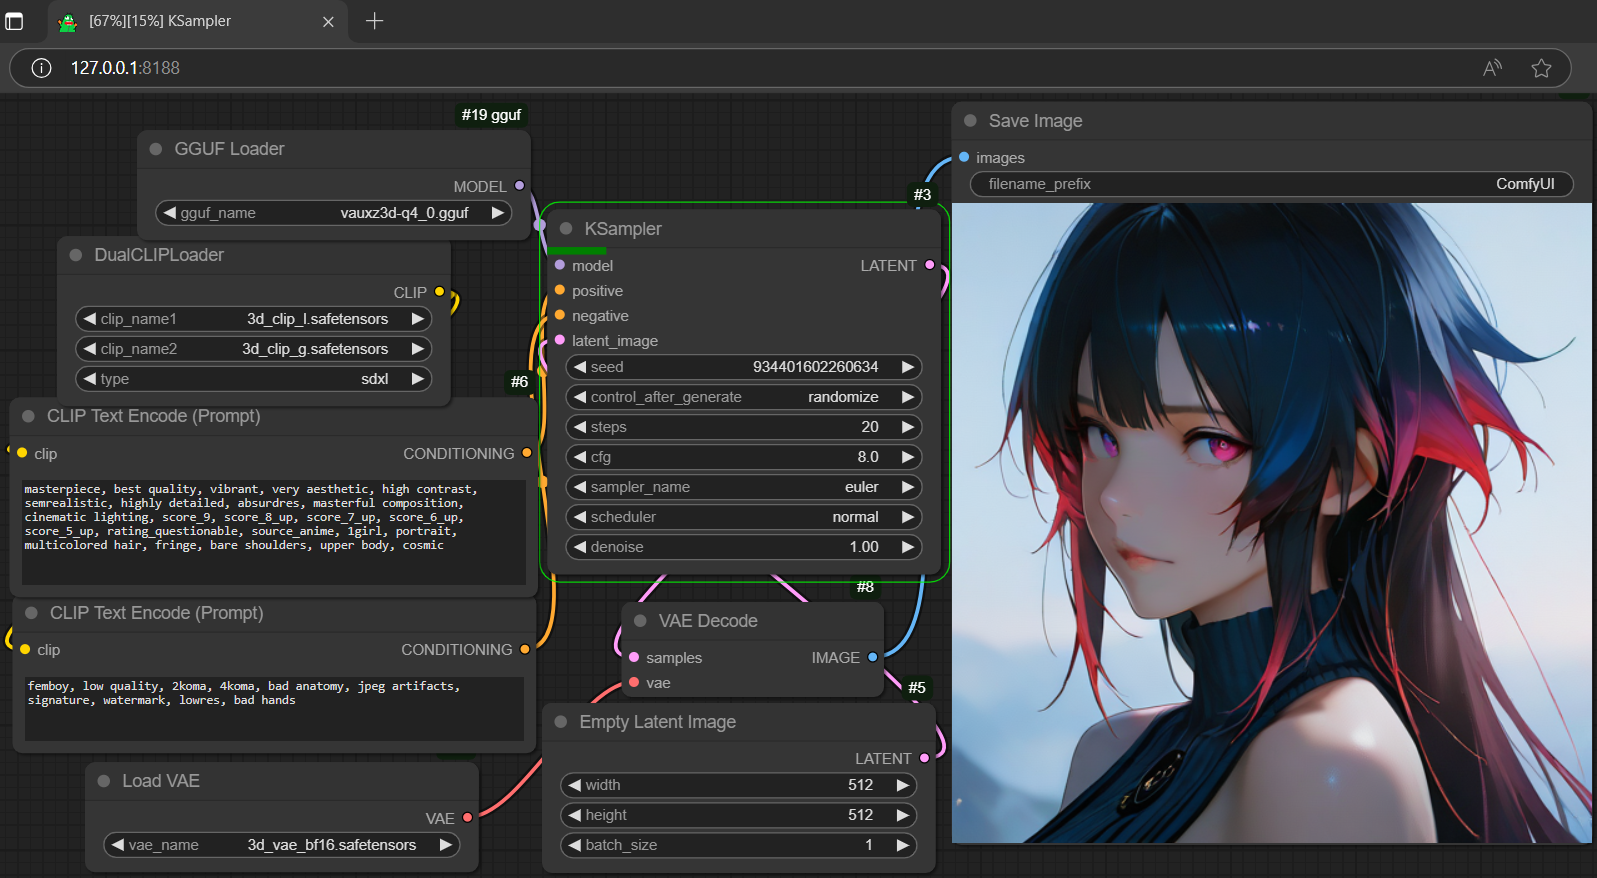 [67%][15%] KSampler
127.0.0.1:8188
#19 gguf
GGUF Loader
MODEL
gguf_name vauxz3d-q4_0.gguf
DualCLIPLoader
CLIP
clip_name1 3d_clip_l.safetensors
clip_name2 3d_clip_g.safetensors
type sdxl
#6
CLIP Text Encode (Prompt)
clip CONDITIONING
masterpiece, best quality, vibrant, very aesthetic, high contrast,
semrealistic, highly detailed, absurdres, masterful composition,
cinematic lighting, score_9, score_8_up, score_7_up, score_6_up,
score_5_up, rating_questionable, source_anime, 1girl, portrait,
multicolored hair, fringe, bare shoulders, upper body, cosmic
CLIP Text Encode (Prompt)
clip CONDITIONING
femboy, low quality, 2koma, 4koma, bad anatomy, jpeg artifacts,
signature, watermark, lowres, bad hands
Load VAE
VAE
vae_name 3d_vae_bf16.safetensors
#3
KSampler
model LATENT
positive
negative
latent_image
seed 934401602260634
control_after_generate randomize
steps 20
cfg 8.0
sampler_name euler
scheduler normal
denoise 1.00
#8
VAE Decode
samples IMAGE
vae
#5
Empty Latent Image
LATENT
width 512
height 512
batch_size 1
Save Image
images
filename_prefix ComfyUI